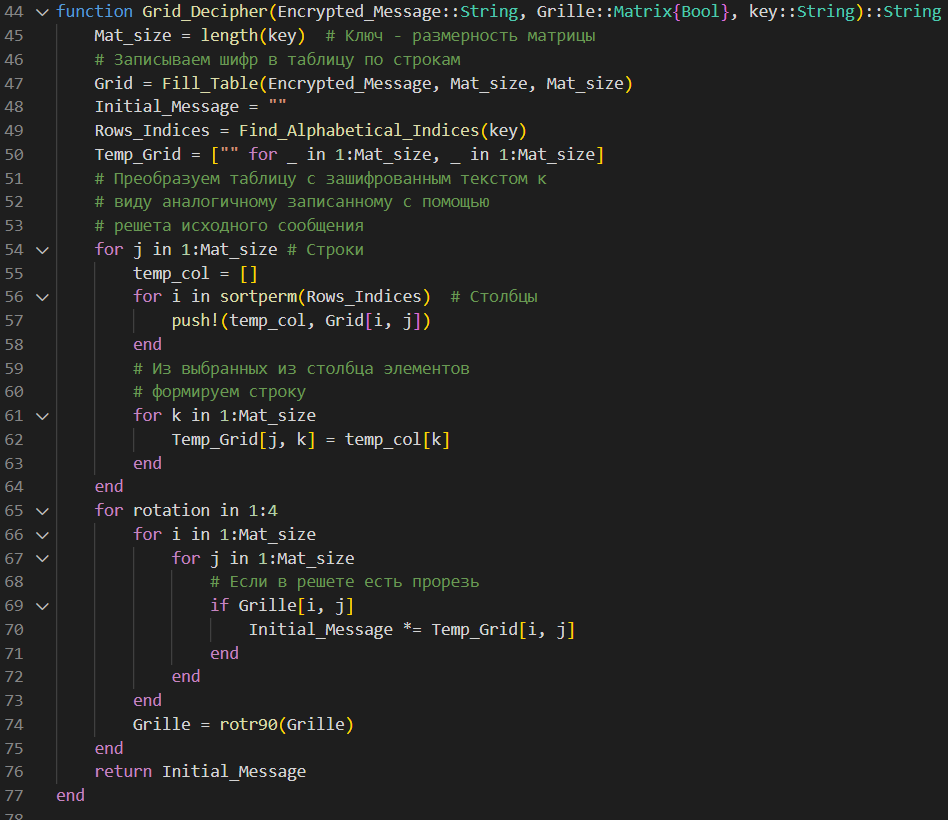 44 function Grid_Decipher(Encrypted_Message::String, Grille::Matrix{Bool}, key::String)::String
45     Mat_size = length(key)  # Ключ - размерность матрицы
46     # Записываем шифр в таблицу по строкам
47     Grid = Fill_Table(Encrypted_Message, Mat_size, Mat_size)
48     Initial_Message = ""
49     Rows_Indices = Find_Alphabetical_Indices(key)
50     Temp_Grid = ["" for _ in 1:Mat_size, _ in 1:Mat_size]
51     # Преобразуем таблицу с зашифрованным текстом к
52     # виду аналогичному записанному с помощью
53     # решета исходного сообщения
54     for j in 1:Mat_size # Строки
55         temp_col = []
56         for i in sortperm(Rows_Indices)  # Столбцы
57             push!(temp_col, Grid[i, j])
58         end
59         # Из выбранных из столбца элементов
60         # формируем строку
61         for k in 1:Mat_size
62             Temp_Grid[j, k] = temp_col[k]
63         end
64     end
65     for rotation in 1:4
66         for i in 1:Mat_size
67             for j in 1:Mat_size
68                 # Если в решете есть прорезь
69                 if Grille[i, j]
70                     Initial_Message *= Temp_Grid[i, j]
71                 end
72             end
73         end
74         Grille = rotr90(Grille)
75     end
76     return Initial_Message
77 end
78